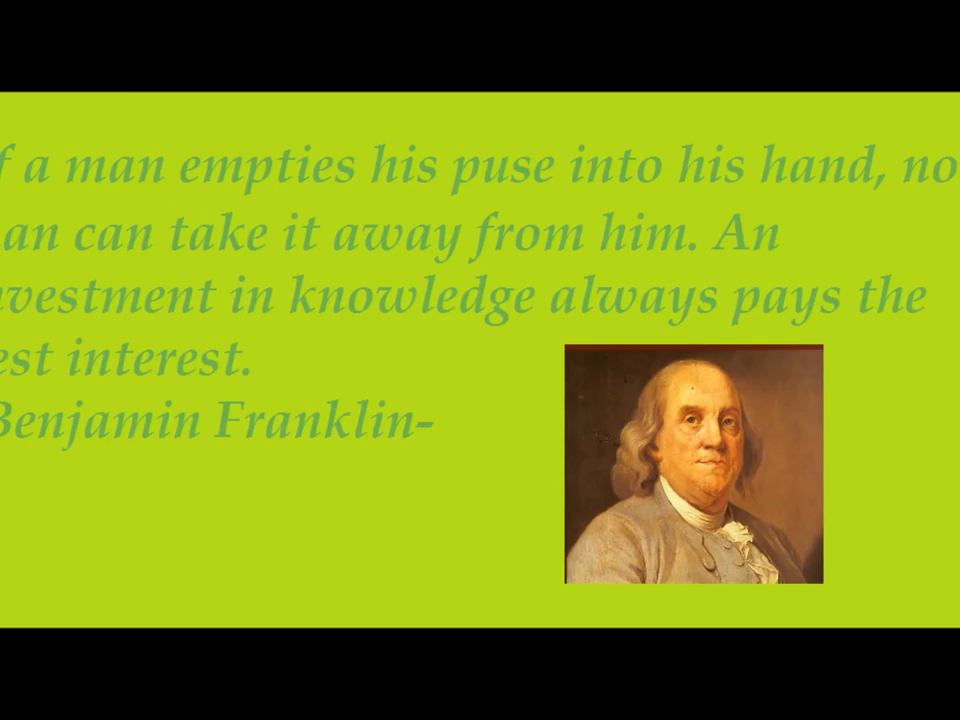 f a man empties his puse into his hand, no
an can take it away from him. An
nvestment in knowledge always pays the
est interest.
Benjamin Franklin-